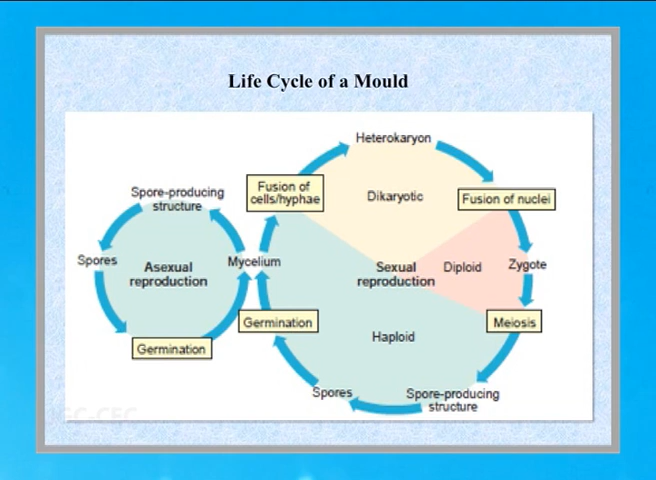 Life Cycle of a Mould
Heterokaryon
Fusion of
cells/hyphae
Dikaryotic
Fusion of nuclei
Spore-producing
structure
Spores
Asexual
reproduction
Mycelium
Sexual
reproduction
Diploid
Zygote
Germination
Germination
Haploid
Meiosis
Spores
Spore-producing
structure